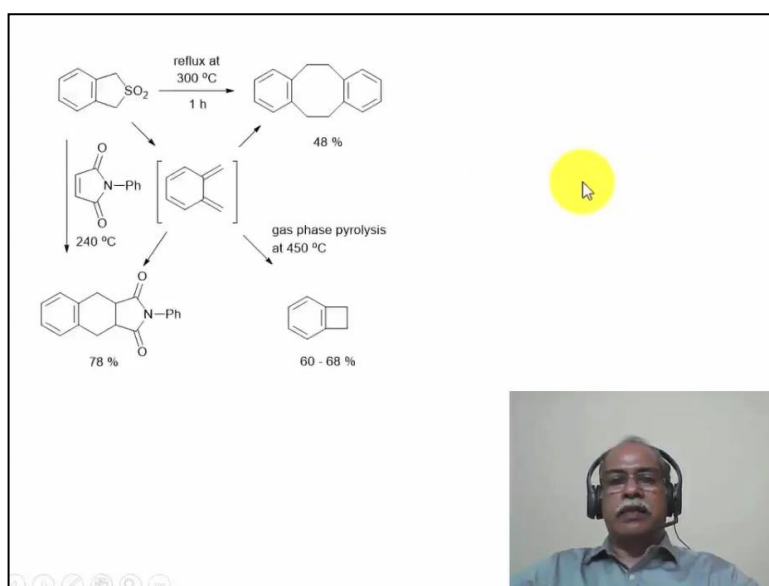 reflux at
300 ºC
SO2
1 h
48 %
O
N–Ph
O
240 ºC
gas phase pyrolysis
at 450 ºC
O
N–Ph
O
78 %
60 - 68 %